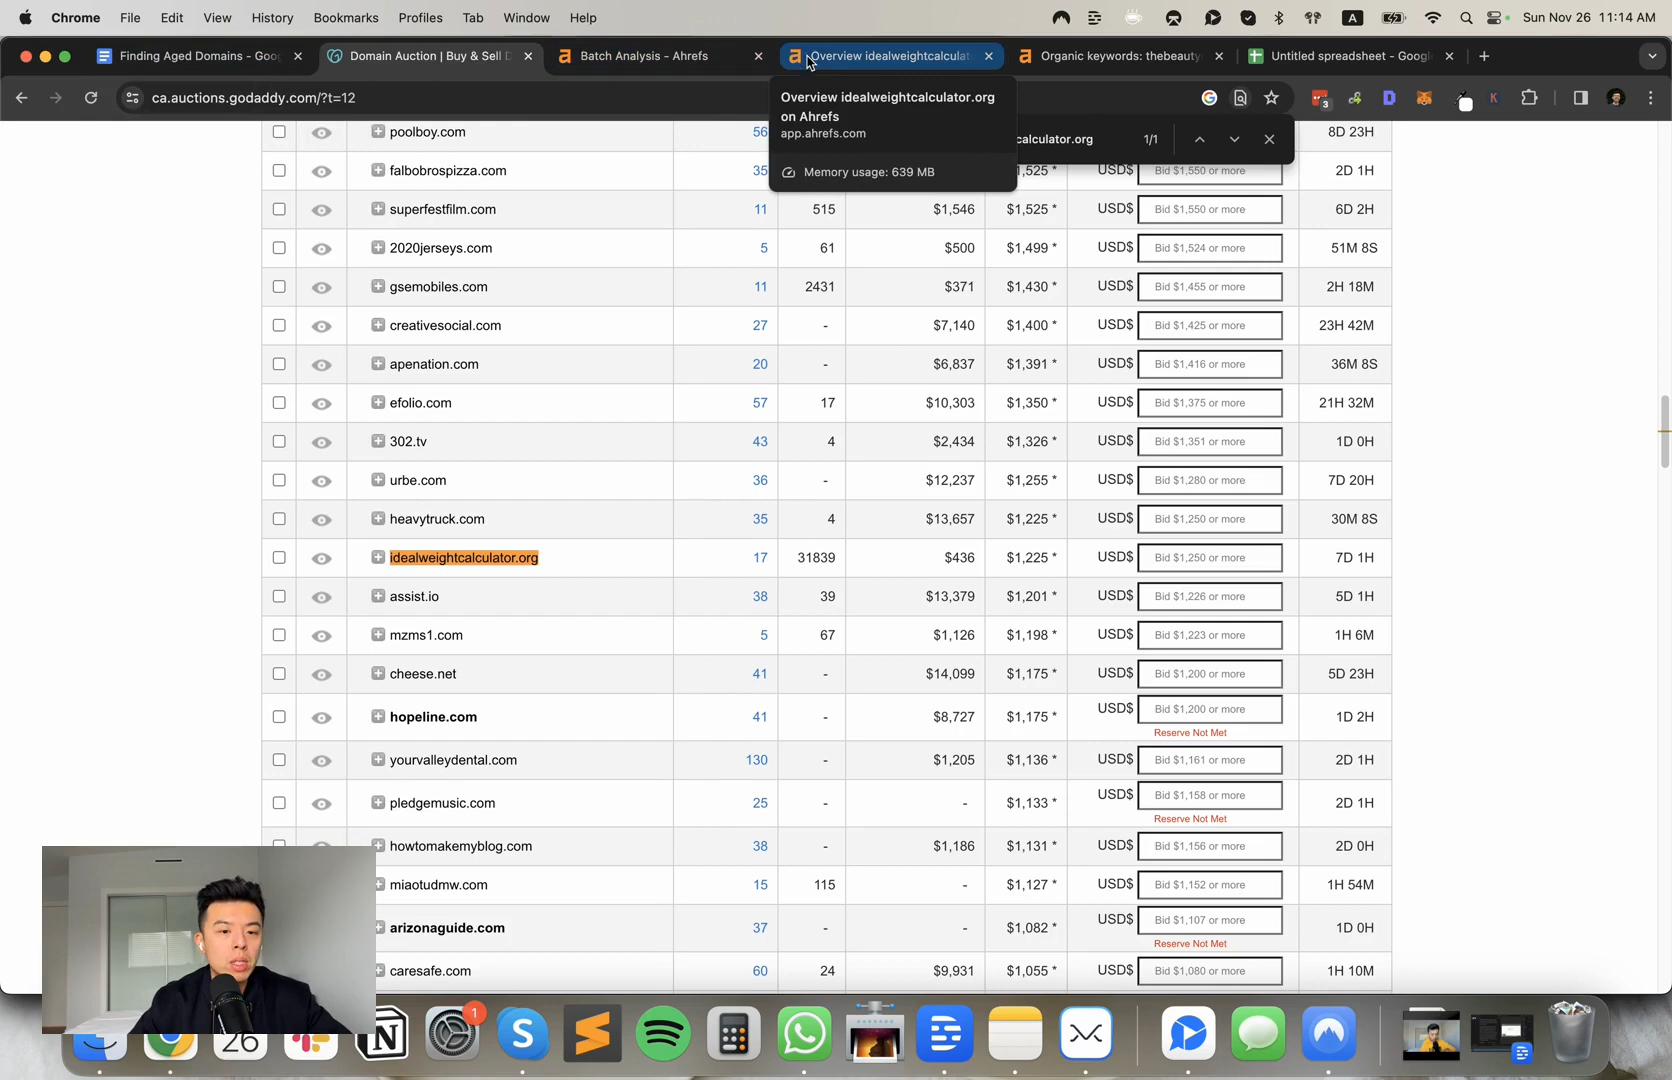 Chrome File Edit View History Bookmarks Profiles Tab Window Help A Sun Nov 26 11:14 AM
Finding Aged Domains - Goo Domain Auction | Buy & Sell D Batch Analysis - Ahrefs Overview idealweightcalculat Organic keywords: thebeauty Untitled spreadsheet - Google
ca.auctions.godaddy.com/?t=12
Overview idealweightcalculator.org
on Ahrefs
app.ahrefs.com
Memory usage: 639 MB
calculator.org 1/1
poolboy.com 56 8D 23H
falbobrospizza.com 35 1,525 * USD$ Bid $1,550 or more 2D 1H
superfestfilm.com 11 515 $1,546 $1,525 * USD$ Bid $1,550 or more 6D 2H
2020jerseys.com 5 61 $500 $1,499 * USD$ Bid $1,524 or more 51M 8S
gsemobiles.com 11 2431 $371 $1,430 * USD$ Bid $1,455 or more 2H 18M
creativesocial.com 27 - $7,140 $1,400 * USD$ Bid $1,425 or more 23H 42M
apenation.com 20 - $6,837 $1,391 * USD$ Bid $1,416 or more 36M 8S
efolio.com 57 17 $10,303 $1,350 * USD$ Bid $1,375 or more 21H 32M
302.tv 43 4 $2,434 $1,326 * USD$ Bid $1,351 or more 1D 0H
urbe.com 36 - $12,237 $1,255 * USD$ Bid $1,280 or more 7D 20H
heavytruck.com 35 4 $13,657 $1,225 * USD$ Bid $1,250 or more 30M 8S
idealweightcalculator.org 17 31839 $436 $1,225 * USD$ Bid $1,250 or more 7D 1H
assist.io 38 39 $13,379 $1,201 * USD$ Bid $1,226 or more 5D 1H
mzms1.com 5 67 $1,126 $1,198 * USD$ Bid $1,223 or more 1H 6M
cheese.net 41 - $14,099 $1,175 * USD$ Bid $1,200 or more 5D 23H
hopeline.com 41 - $8,727 $1,175 * USD$ Bid $1,200 or more 1D 2H
Reserve Not Met
yourvalleydental.com 130 - $1,205 $1,136 * USD$ Bid $1,161 or more 2D 1H
pledgemusic.com 25 - - $1,133 * USD$ Bid $1,158 or more 2D 1H
Reserve Not Met
howtomakemyblog.com 38 - $1,186 $1,131 * USD$ Bid $1,156 or more 2D 0H
miaotudmw.com 15 115 - $1,127 * USD$ Bid $1,152 or more 1H 54M
arizonaguide.com 37 - - $1,082 * USD$ Bid $1,107 or more 1D 0H
Reserve Not Met
caresafe.com 60 24 $9,931 $1,055 * USD$ Bid $1,080 or more 1H 10M
26 1